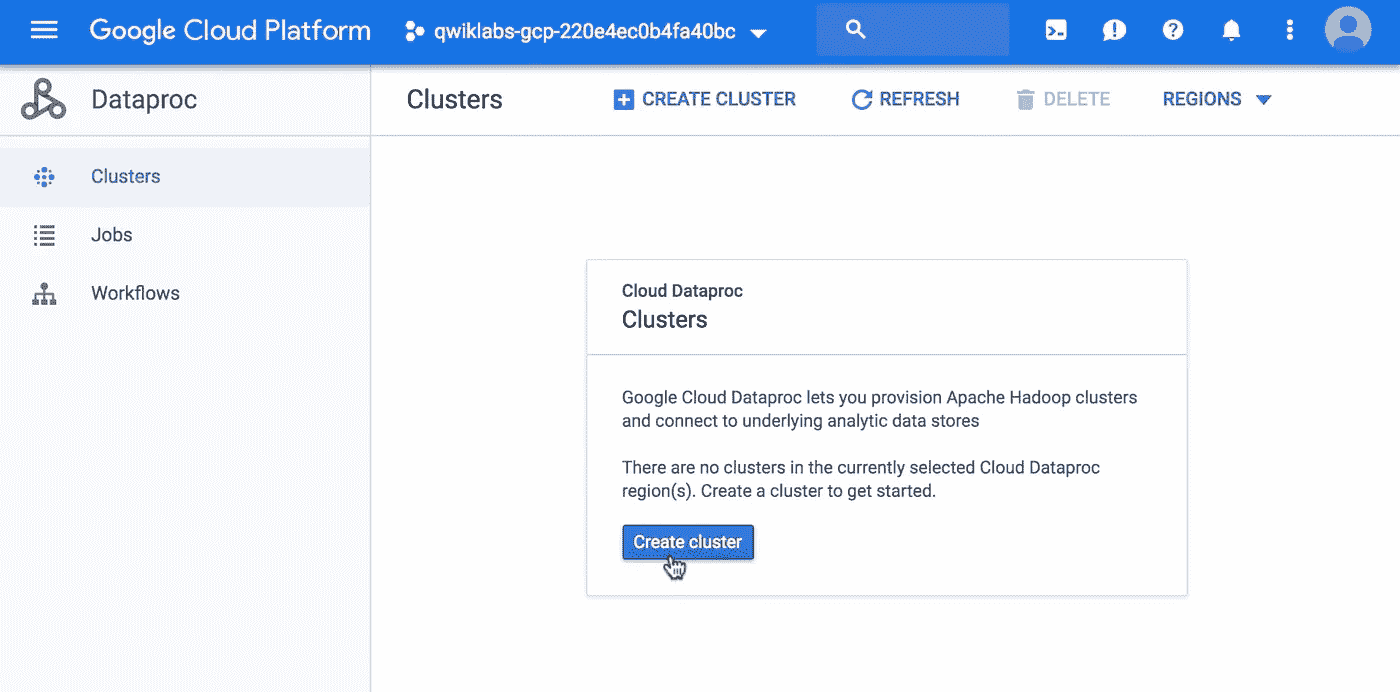 Google Cloud Platform qwiklabs-gcp-220e4ec0b4fa40bc
Dataproc Clusters CREATE CLUSTER REFRESH DELETE REGIONS
Clusters
Jobs
Workflows
Cloud Dataproc
Clusters
Google Cloud Dataproc lets you provision Apache Hadoop clusters
and connect to underlying analytic data stores
There are no clusters in the currently selected Cloud Dataproc
region(s). Create a cluster to get started.
Create cluster